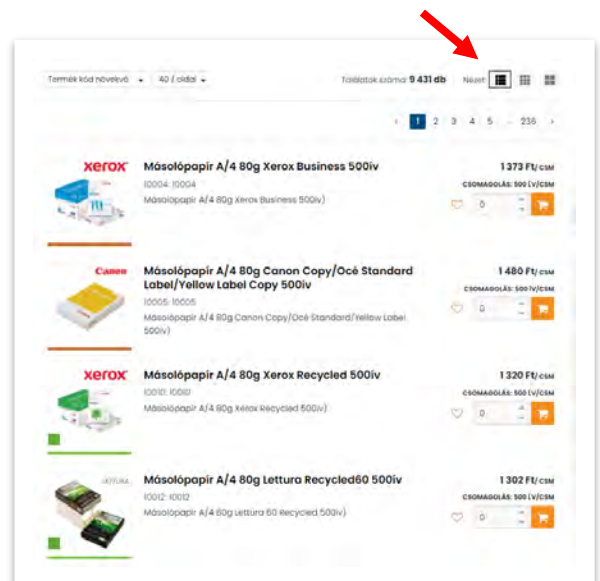 Termék kód növekvő 40 / oldal Találatok száma: 9 431 db Nézet
‹ 1 2 3 4 5 ... 236 ›
xerox
Másolópapír A/4 80g Xerox Business 500ív
10004: 10004
Másolópapír A/4 80g Xerox Business 500ív)
1 373 Ft/CSM
CSOMAGOLÁS: 500 ÍV/CSM
0
Canon
Másolópapír A/4 80g Canon Copy/Océ Standard
Label/Yellow Label Copy 500ív
10005: 10005
Másolópapír A/4 80g Canon Copy/Océ Standard/Yellow Label
500ív)
1 480 Ft/CSM
CSOMAGOLÁS: 500 ÍV/CSM
0
xerox
Másolópapír A/4 80g Xerox Recycled 500ív
10010: 10010
Másolópapír A/4 80g Xerox Recycled 500ív)
1 320 Ft/CSM
CSOMAGOLÁS: 500 ÍV/CSM
0
LETTURA
Másolópapír A/4 80g Lettura Recycled60 500ív
10012: 10012
Másolópapír A/4 80g Lettura 60 Recycled 500ív)
1 302 Ft/CSM
CSOMAGOLÁS: 500 ÍV/CSM
0